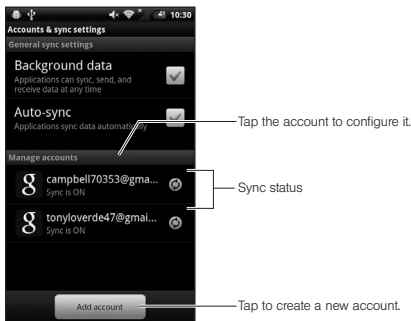 10:30
Accounts & sync settings
General sync settings
Background data
Applications can sync, send, and
receive data at any time
Auto-sync
Applications sync data automatically
Tap the account to configure it.
Manage accounts
g campbell70353@gma...
Sync is ON
Sync status
g tonyloverde47@gmai...
Sync is ON
Add account
Tap to create a new account.